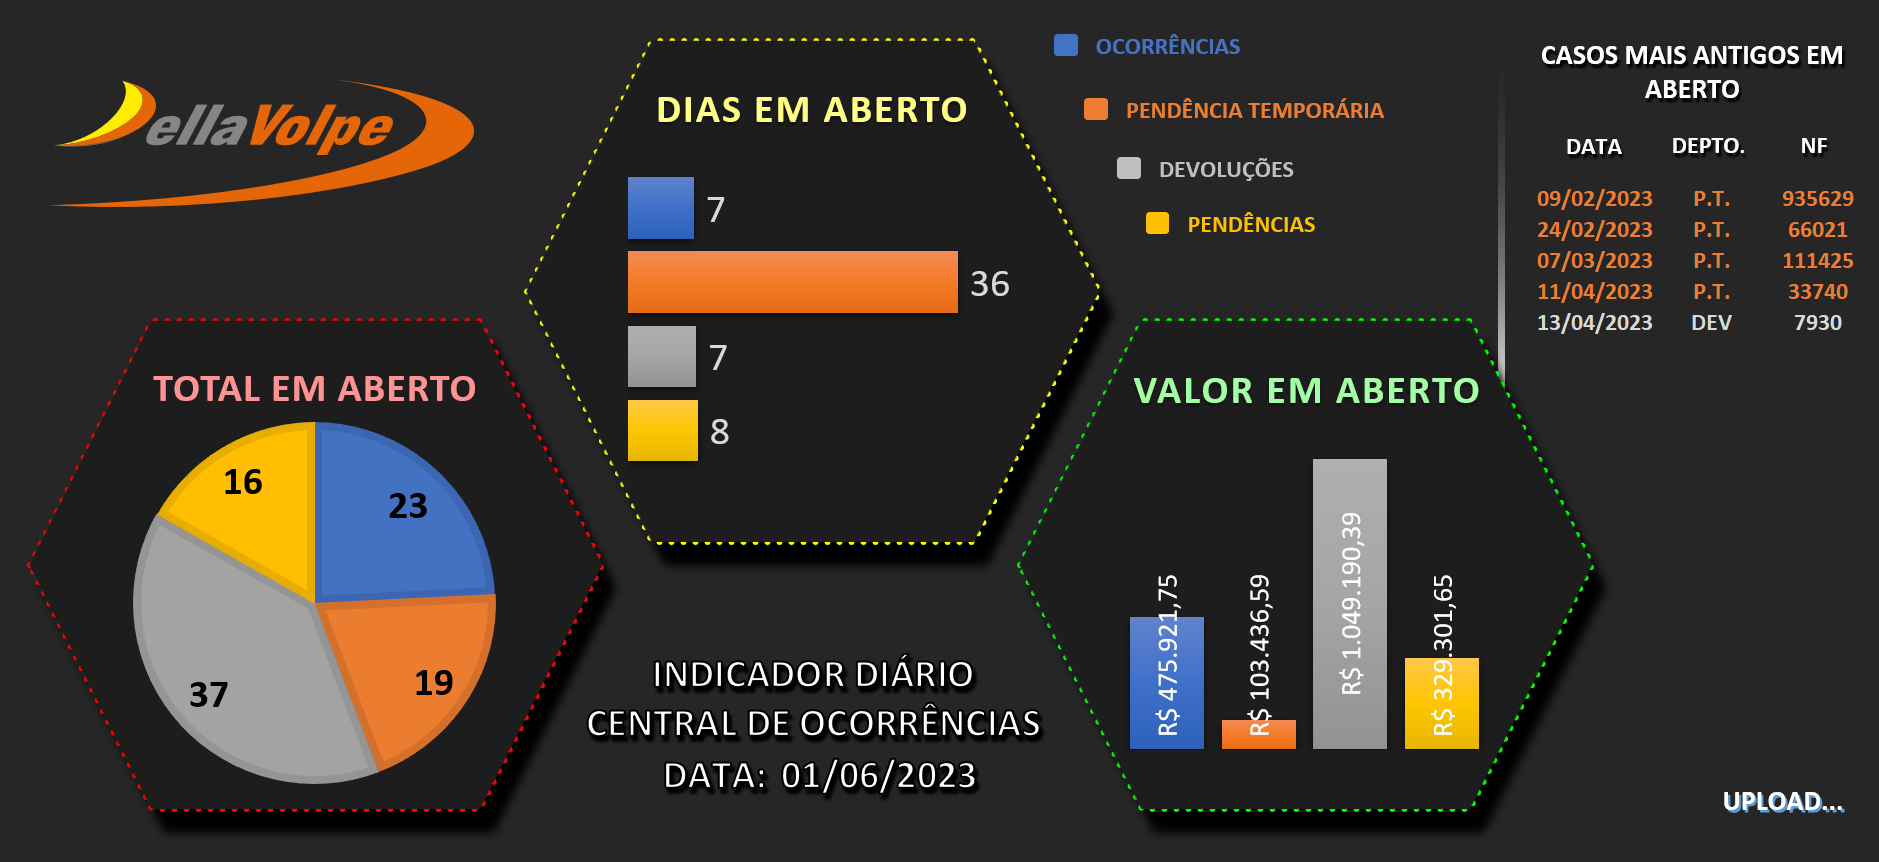 ellaVolpe
DIAS EM ABERTO
7
36
7
8
OCORRÊNCIAS
PENDÊNCIA TEMPORÁRIA
DEVOLUÇÕES
PENDÊNCIAS
CASOS MAIS ANTIGOS EM
ABERTO
DATA DEPTO. NF
09/02/2023 P.T. 935629
24/02/2023 P.T. 66021
07/03/2023 P.T. 111425
11/04/2023 P.T. 33740
13/04/2023 DEV 7930
TOTAL EM ABERTO
16
23
37
19
INDICADOR DIÁRIO
CENTRAL DE OCORRÊNCIAS
DATA: 01/06/2023
VALOR EM ABERTO
R$ 475.921,75
R$ 103.436,59
R$ 1.049.190,39
R$ 329.301,65
UPLOAD...